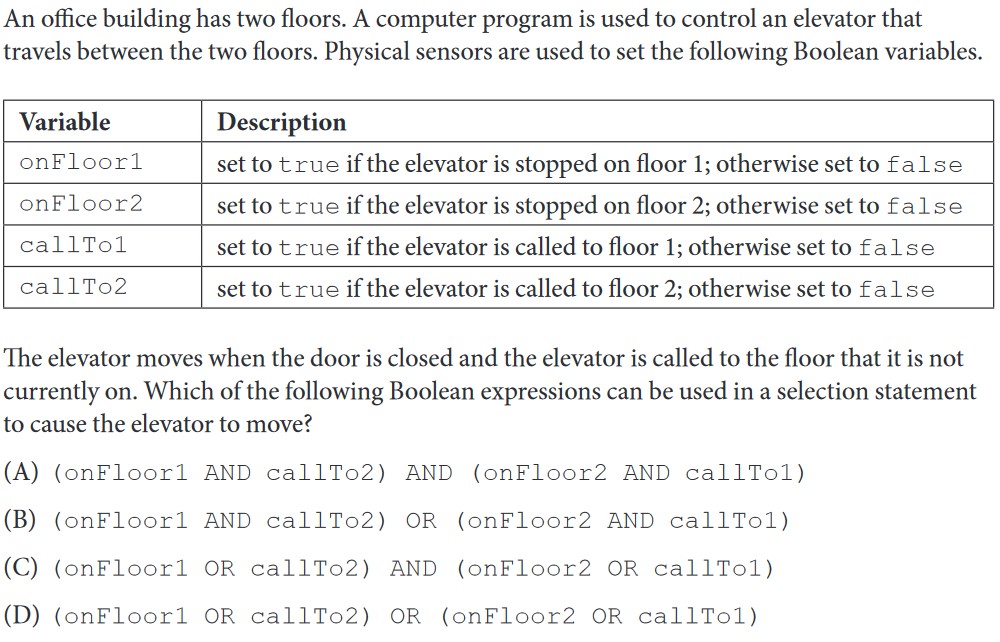 An office building has two floors. A computer program is used to control an elevator that
travels between the two floors. Physical sensors are used to set the following Boolean variables.
Variable Description
onFloor1 set to true if the elevator is stopped on floor 1; otherwise set to false
onFloor2 set to true if the elevator is stopped on floor 2; otherwise set to false
callTo1 set to true if the elevator is called to floor 1; otherwise set to false
callTo2 set to true if the elevator is called to floor 2; otherwise set to false
The elevator moves when the door is closed and the elevator is called to the floor that it is not
currently on. Which of the following Boolean expressions can be used in a selection statement
to cause the elevator to move?
(A) (onFloor1 AND callTo2) AND (onFloor2 AND callTo1)
(B) (onFloor1 AND callTo2) OR (onFloor2 AND callTo1)
(C) (onFloor1 OR callTo2) AND (onFloor2 OR callTo1)
(D) (onFloor1 OR callTo2) OR (onFloor2 OR callTo1)